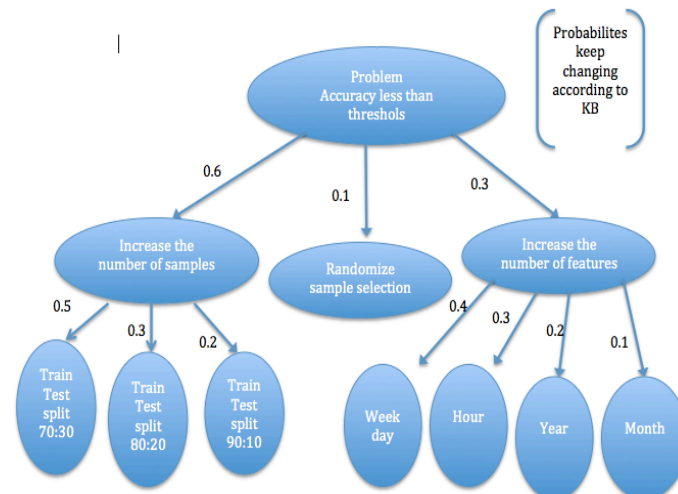 Probabilites
keep
changing
according to
KB
Problem
Accuracy less than
threshols
0.6
0.1
0.3
Increase the
number of samples
Randomize
sample selection
Increase the
number of features
0.5
0.3
0.2
0.4
0.3
0.2
0.1
Train
Test
split
70:30
Train
Test
split
80:20
Train
Test
split
90:10
Week
day
Hour
Year
Month